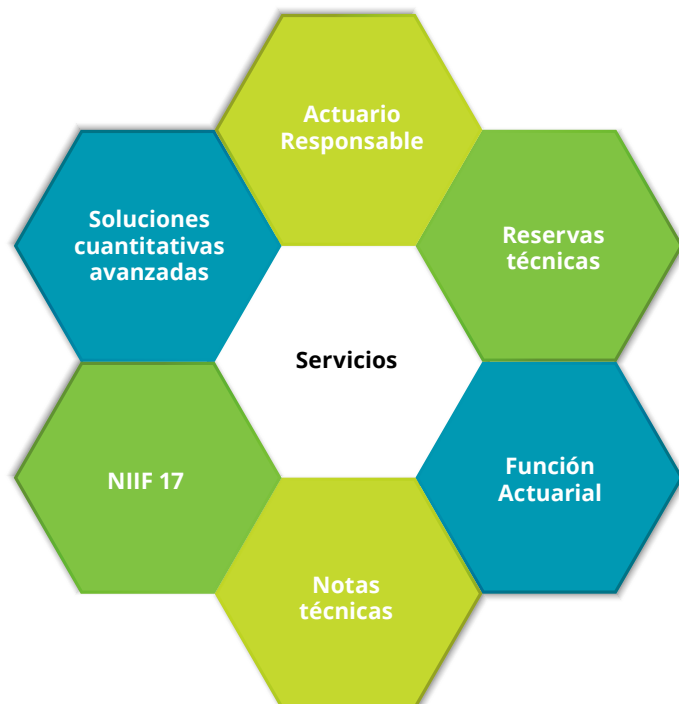 Actuario
Responsable
Soluciones
cuantitativas
avanzadas
Reservas
técnicas
Servicios
NIIF 17
Función
Actuarial
Notas
técnicas